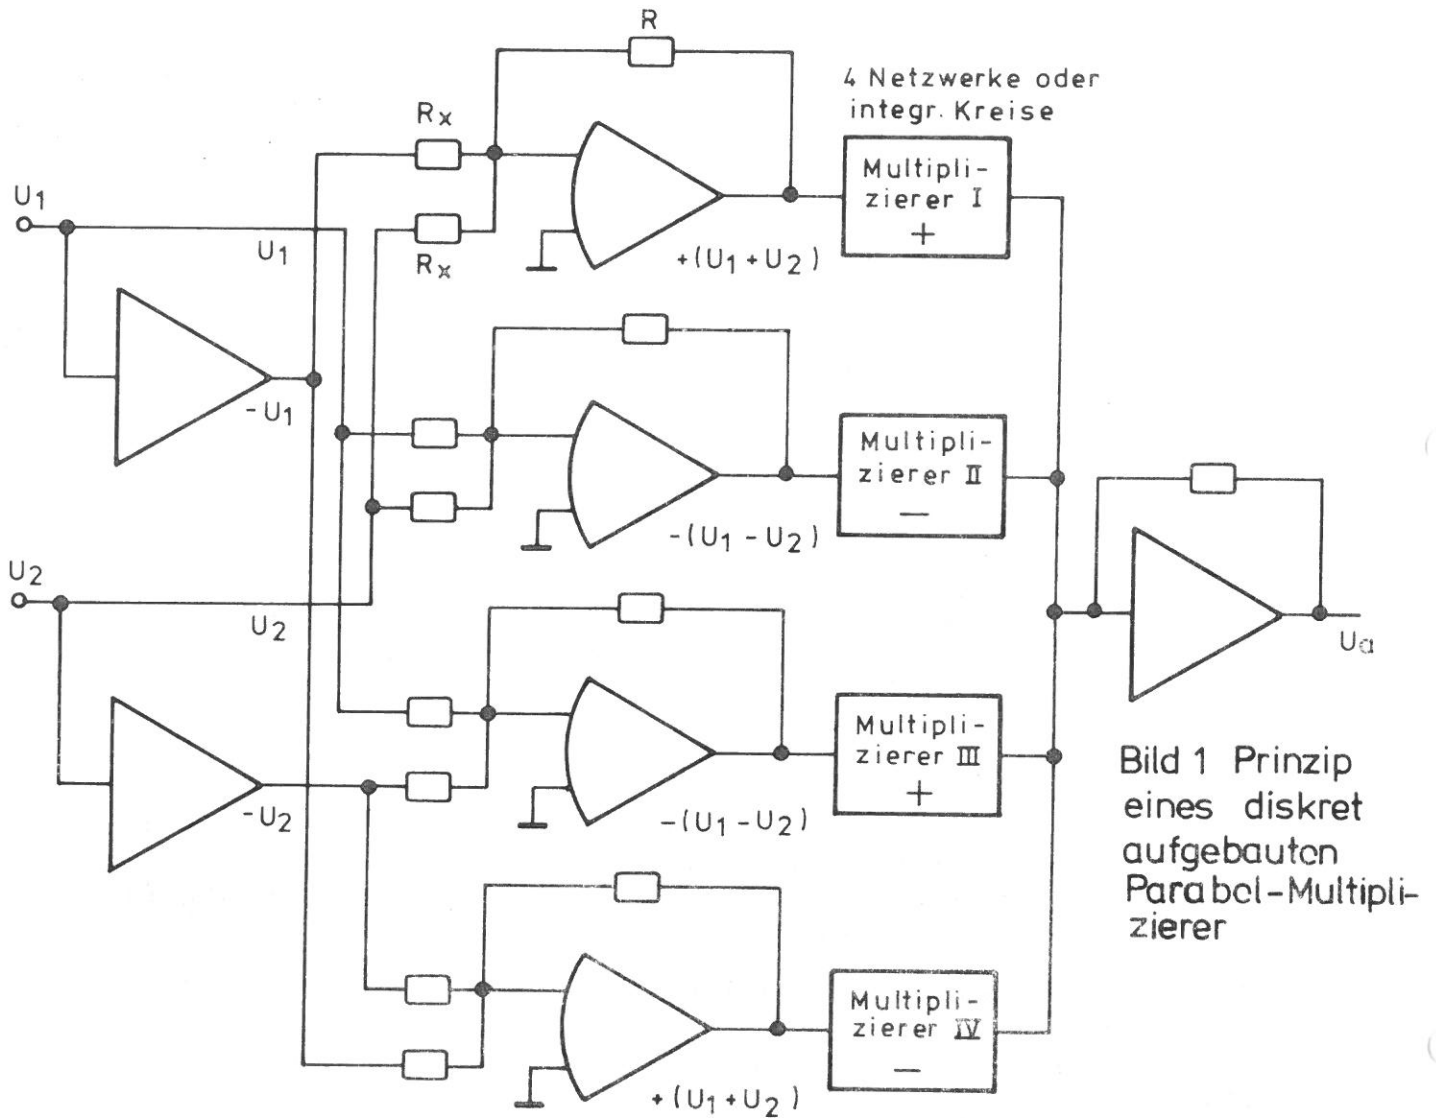 R
4 Netzwerke oder
integr. Kreise
Rx
Multipli-
zierer I
+
U1
U1
Rx
+(U1+U2)
-U1
Multipli-
zierer II
–
-(U1-U2)
U2
U2
Ua
Multipli-
zierer III
+
-U2
-(U1-U2)
Bild 1 Prinzip
eines diskret
aufgebauten
Parabel-Multipli-
zierer
Multipli-
zierer IV
–
+(U1+U2)